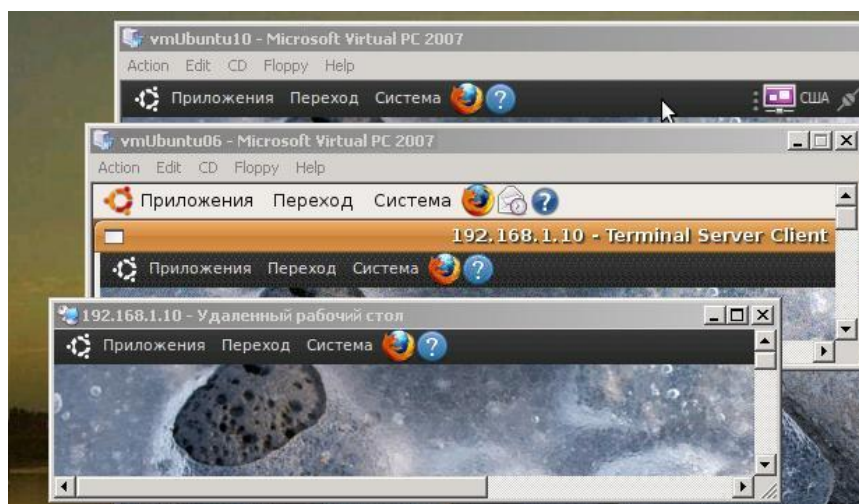 vmUbuntu10 - Microsoft Virtual PC 2007
Action Edit CD Floppy Help
Приложения Переход Система ? США
vmUbuntu06 - Microsoft Virtual PC 2007
Action Edit CD Floppy Help
Приложения Переход Система ?
192.168.1.10 - Terminal Server Client
Приложения Переход Система ?
192.168.1.10 - Удаленный рабочий стол
Приложения Переход Система ?